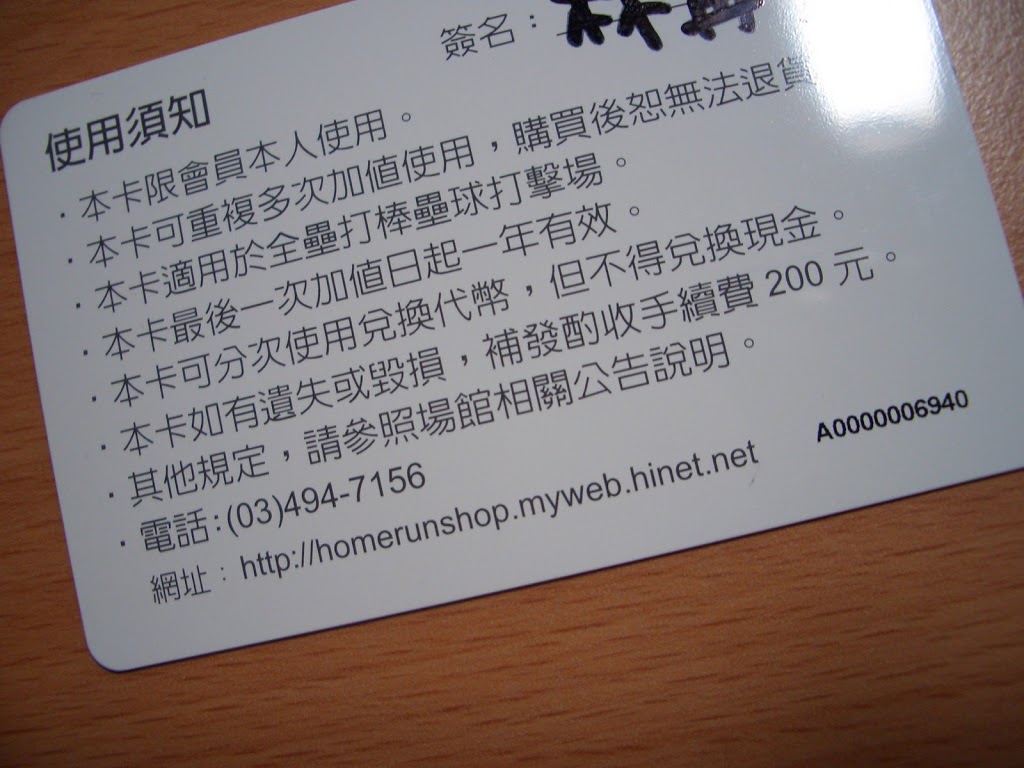 簽名：林
使用須知
．本卡限會員本人使用。
．本卡可重複多次加值使用，購買後恕無法退貨
．本卡適用於全壘打棒壘球打擊場。
．本卡最後一次加值日起一年有效。
．本卡可分次使用兌換代幣，但不得兌換現金。
．本卡如有遺失或毀損，補發酌收手續費 200 元。
．其他規定，請參照場館相關公告說明。
．電話:(03)494-7156
網址：http://homerunshop.myweb.hinet.net
A0000006940